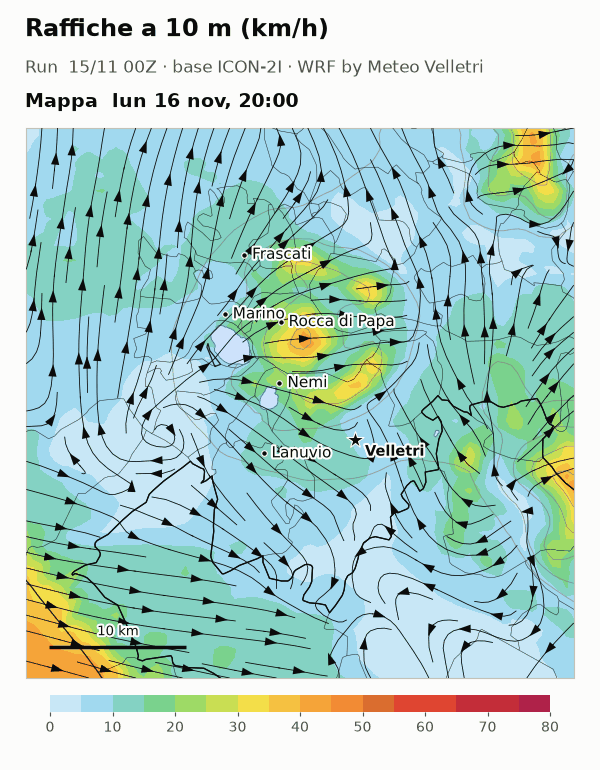 Raffiche a 10 m (km/h)
Run  15/11 00Z · base ICON-2I · WRF by Meteo Velletri
Mappa  lun 16 nov, 20:00
Frascati
Marino
Rocca di Papa
Nemi
Lanuvio
Velletri
10 km
0 10 20 30 40 50 60 70 80